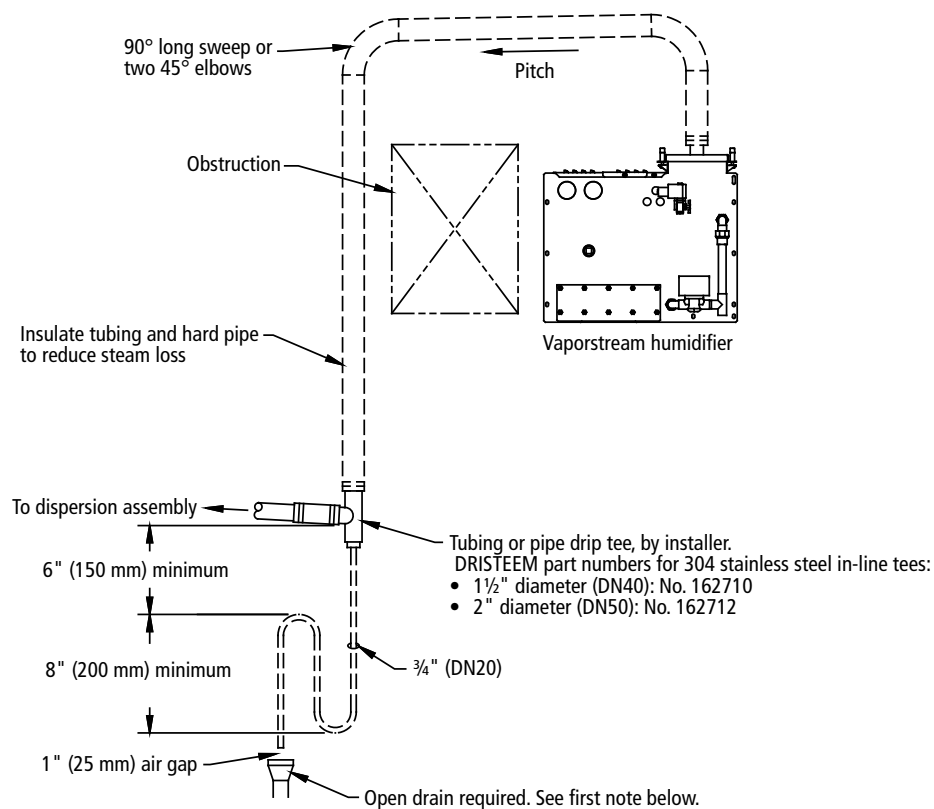 90° long sweep or
two 45° elbows
Pitch
Obstruction
Vaporstream humidifier
Insulate tubing and hard pipe
to reduce steam loss
To dispersion assembly
Tubing or pipe drip tee, by installer.
DRISTEEM part numbers for 304 stainless steel in-line tees:
• 1½" diameter (DN40): No. 162710
• 2" diameter (DN50): No. 162712
6" (150 mm) minimum
8" (200 mm) minimum
¾" (DN20)
1" (25 mm) air gap
Open drain required. See first note below.